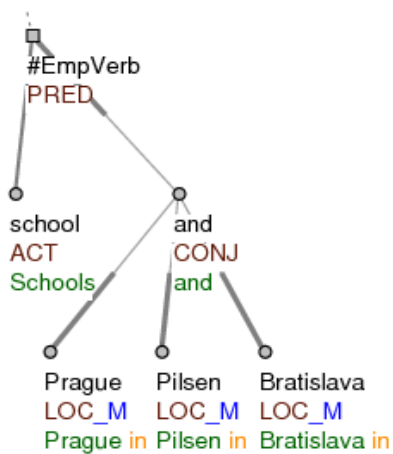 #EmpVerb
PRED
school
ACT
Schools
and
CONJ
and
Prague
LOC_M
Prague in
Pilsen
LOC_M
Pilsen in
Bratislava
LOC_M
Bratislava in